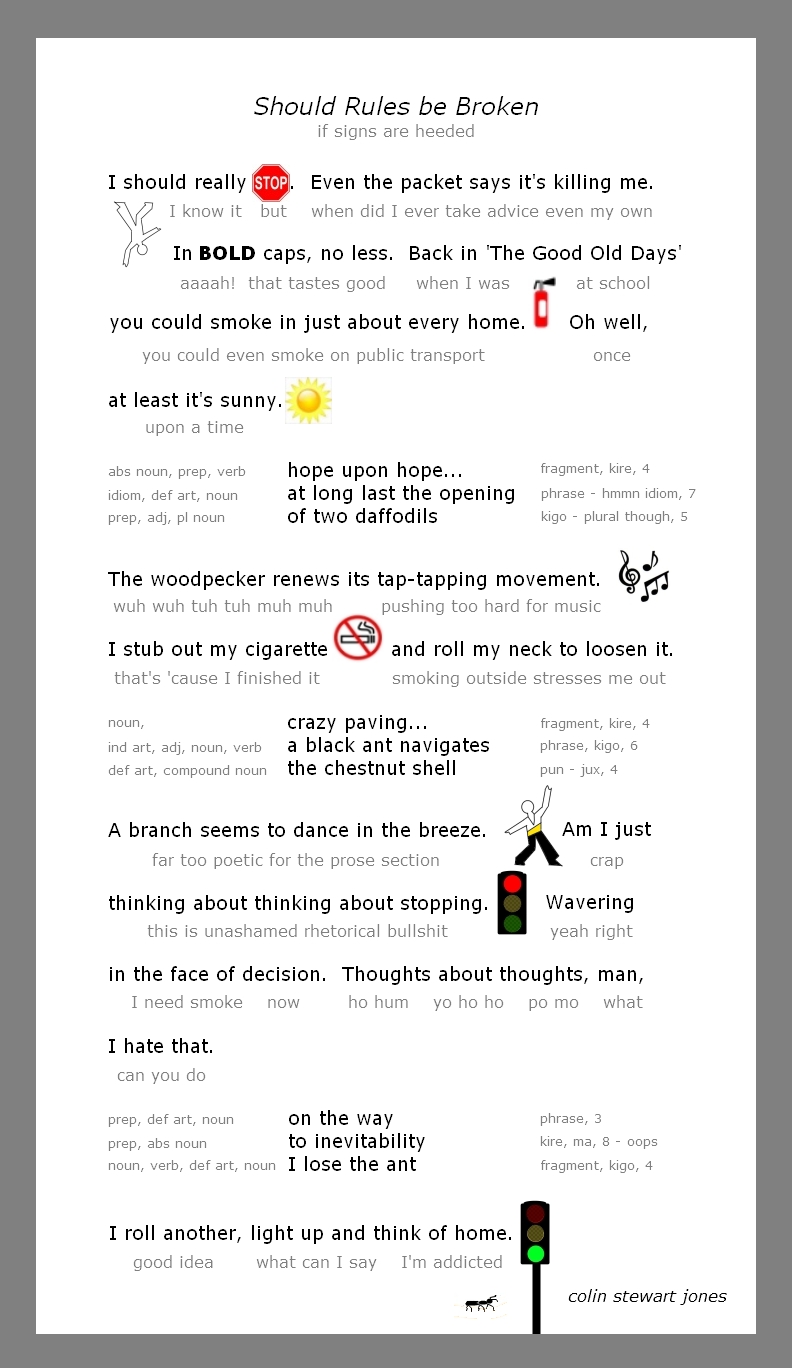 Should Rules be Broken
if signs are heeded
I should really STOP. Even the packet says it's killing me.
I know it but when did I ever take advice even my own
In BOLD caps, no less. Back in 'The Good Old Days'
aaaah! that tastes good when I was at school
you could smoke in just about every home. Oh well,
you could even smoke on public transport once
at least it's sunny.
upon a time
abs noun, prep, verb hope upon hope... fragment, kire, 4
idiom, def art, noun at long last the opening phrase - hmmn idiom, 7
prep, adj, pl noun of two daffodils kigo - plural though, 5
The woodpecker renews its tap-tapping movement.
wuh wuh tuh tuh muh muh pushing too hard for music
I stub out my cigarette and roll my neck to loosen it.
that's 'cause I finished it smoking outside stresses me out
noun, crazy paving... fragment, kire, 4
ind art, adj, noun, verb a black ant navigates phrase, kigo, 6
def art, compound noun the chestnut shell pun - jux, 4
A branch seems to dance in the breeze. Am I just
far too poetic for the prose section crap
thinking about thinking about stopping. Wavering
this is unashamed rhetorical bullshit yeah right
in the face of decision. Thoughts about thoughts, man,
I need smoke now ho hum yo ho ho po mo what
I hate that.
can you do
prep, def art, noun on the way phrase, 3
prep, abs noun to inevitability kire, ma, 8 - oops
noun, verb, def art, noun I lose the ant fragment, kigo, 4
I roll another, light up and think of home.
good idea what can I say I'm addicted
colin stewart jones